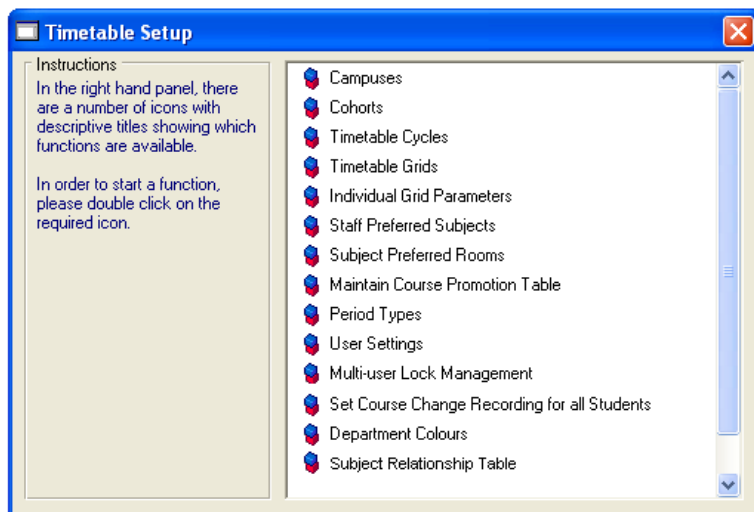 Timetable Setup
Instructions
In the right hand panel, there
are a number of icons with
descriptive titles showing which
functions are available.
In order to start a function,
please double click on the
required icon.
Campuses
Cohorts
Timetable Cycles
Timetable Grids
Individual Grid Parameters
Staff Preferred Subjects
Subject Preferred Rooms
Maintain Course Promotion Table
Period Types
User Settings
Multi-user Lock Management
Set Course Change Recording for all Students
Department Colours
Subject Relationship Table